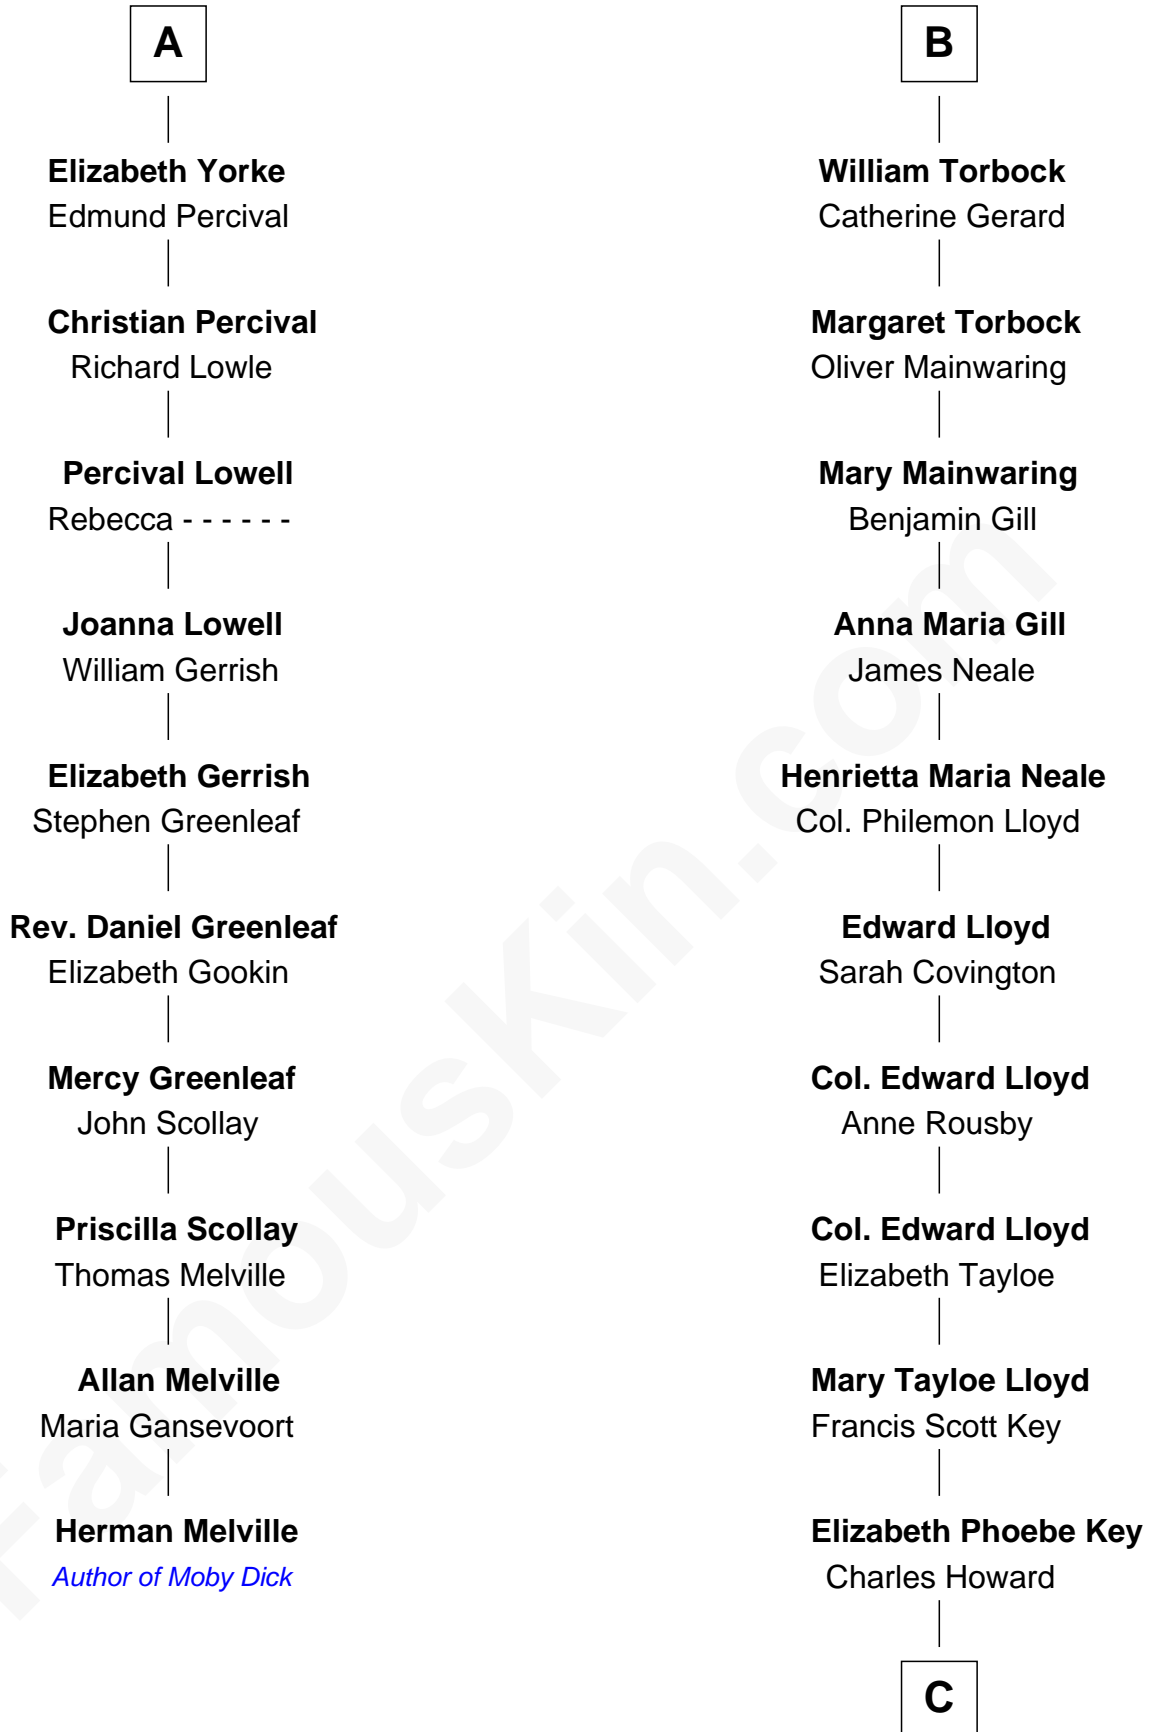 A
Elizabeth Yorke
Edmund Percival
Christian Percival
Richard Lowle
Percival Lowell
Rebecca - - - - - -
Joanna Lowell
William Gerrish
Elizabeth Gerrish
Stephen Greenleaf
Rev. Daniel Greenleaf
Elizabeth Gookin
Mercy Greenleaf
John Scollay
Priscilla Scollay
Thomas Melville
Allan Melville
Maria Gansevoort
Herman Melville
Author of Moby Dick
B
William Torbock
Catherine Gerard
Margaret Torbock
Oliver Mainwaring
Mary Mainwaring
Benjamin Gill
Anna Maria Gill
James Neale
Henrietta Maria Neale
Col. Philemon Lloyd
Edward Lloyd
Sarah Covington
Col. Edward Lloyd
Anne Rousby
Col. Edward Lloyd
Elizabeth Tayloe
Mary Tayloe Lloyd
Francis Scott Key
Elizabeth Phoebe Key
Charles Howard
C
FamousKin.com